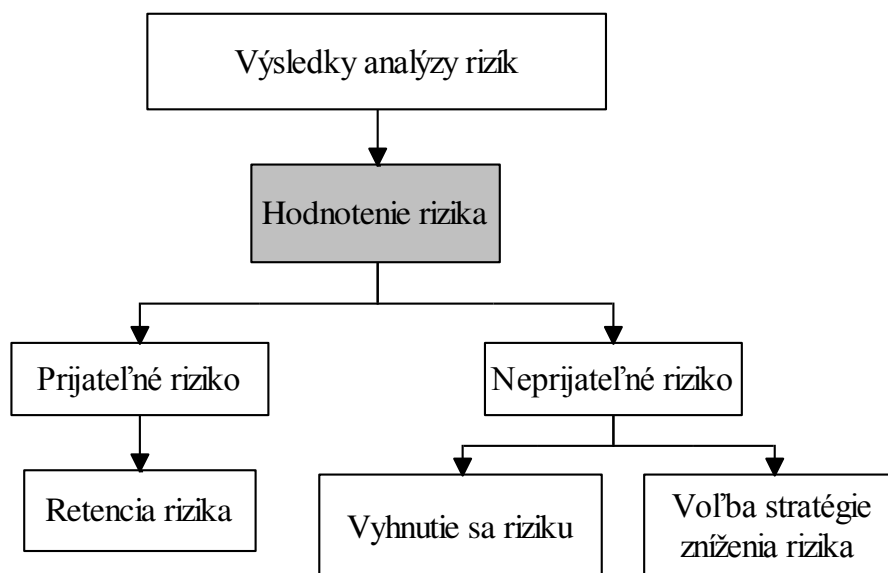 Výsledky analýzy rizík
Hodnotenie rizika
Prijateľné riziko
Neprijateľné riziko
Retencia rizika
Vyhnutie sa riziku
Voľba stratégie
zníženia rizika